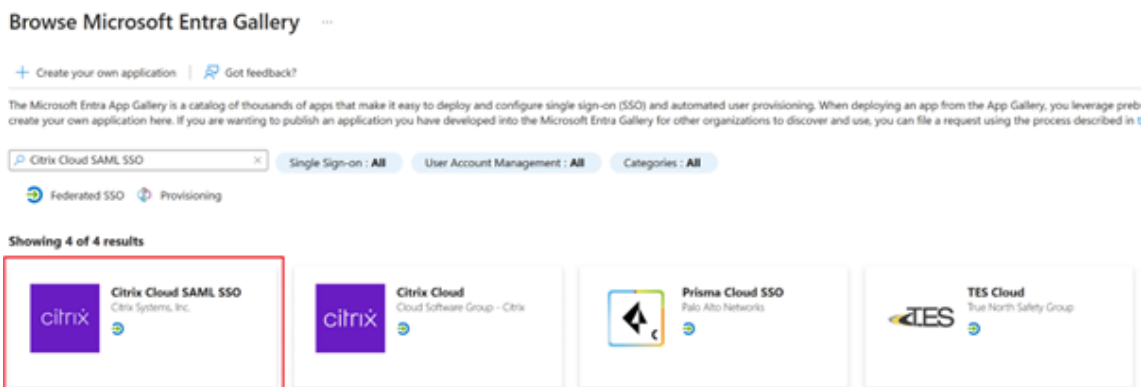 Browse Microsoft Entra Gallery ...
+ Create your own application | Got feedback?
The Microsoft Entra App Gallery is a catalog of thousands of apps that make it easy to deploy and configure single sign-on (SSO) and automated user provisioning. When deploying an app from the App Gallery, you leverage preb
create your own application here. If you are wanting to publish an application you have developed into the Microsoft Entra Gallery for other organizations to discover and use, you can file a request using the process described in t
Citrix Cloud SAML SSO × Single Sign-on : All User Account Management : All Categories : All
Federated SSO Provisioning
Showing 4 of 4 results
citrix Citrix Cloud SAML SSO
Citrix Systems, Inc.
citrix Citrix Cloud
Cloud Software Group - Citrix
C Prisma Cloud SSO
Palo Alto Networks
TES TES Cloud
True North Safety Group